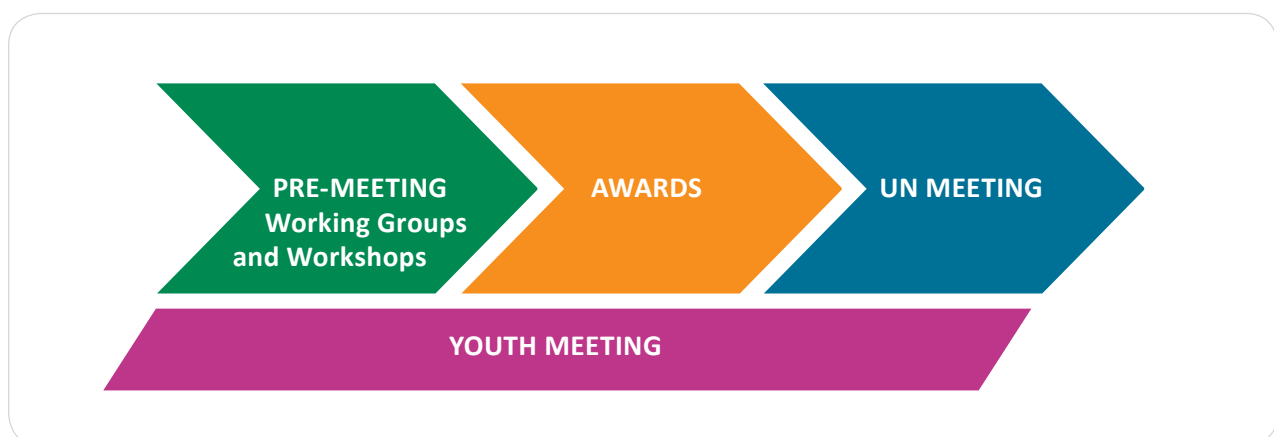 PRE-MEETING
Working Groups
and Workshops
AWARDS
UN MEETING
YOUTH MEETING